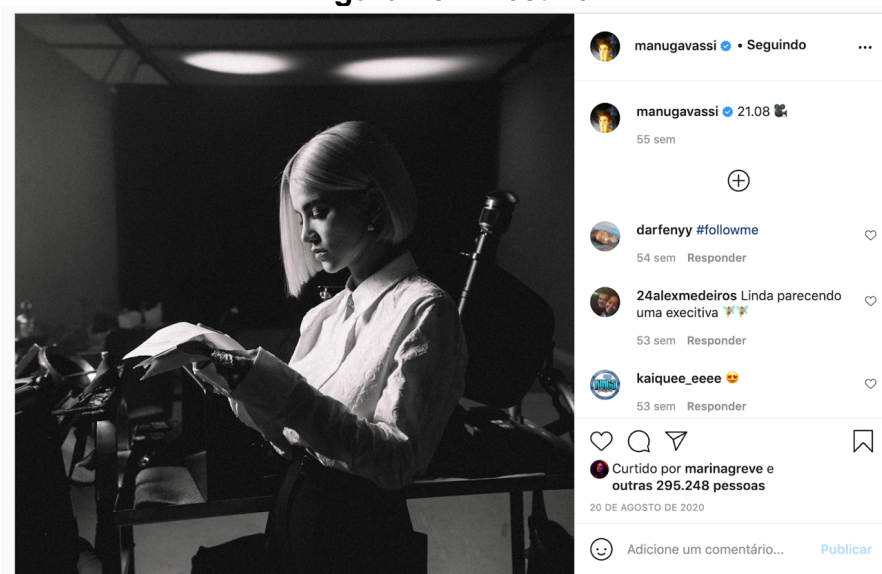 manugavassi • Seguindo
manugavassi 21.08 🎥
55 sem
darfenyy #followme
54 sem Responder
24alexmedeiros Linda parecendo
uma execitiva 🧚🧚
53 sem Responder
kaiquee_eeee 😍
53 sem Responder
Curtido por marinagreve e
outras 295.248 pessoas
20 DE AGOSTO DE 2020
Adicione um comentário... Publicar